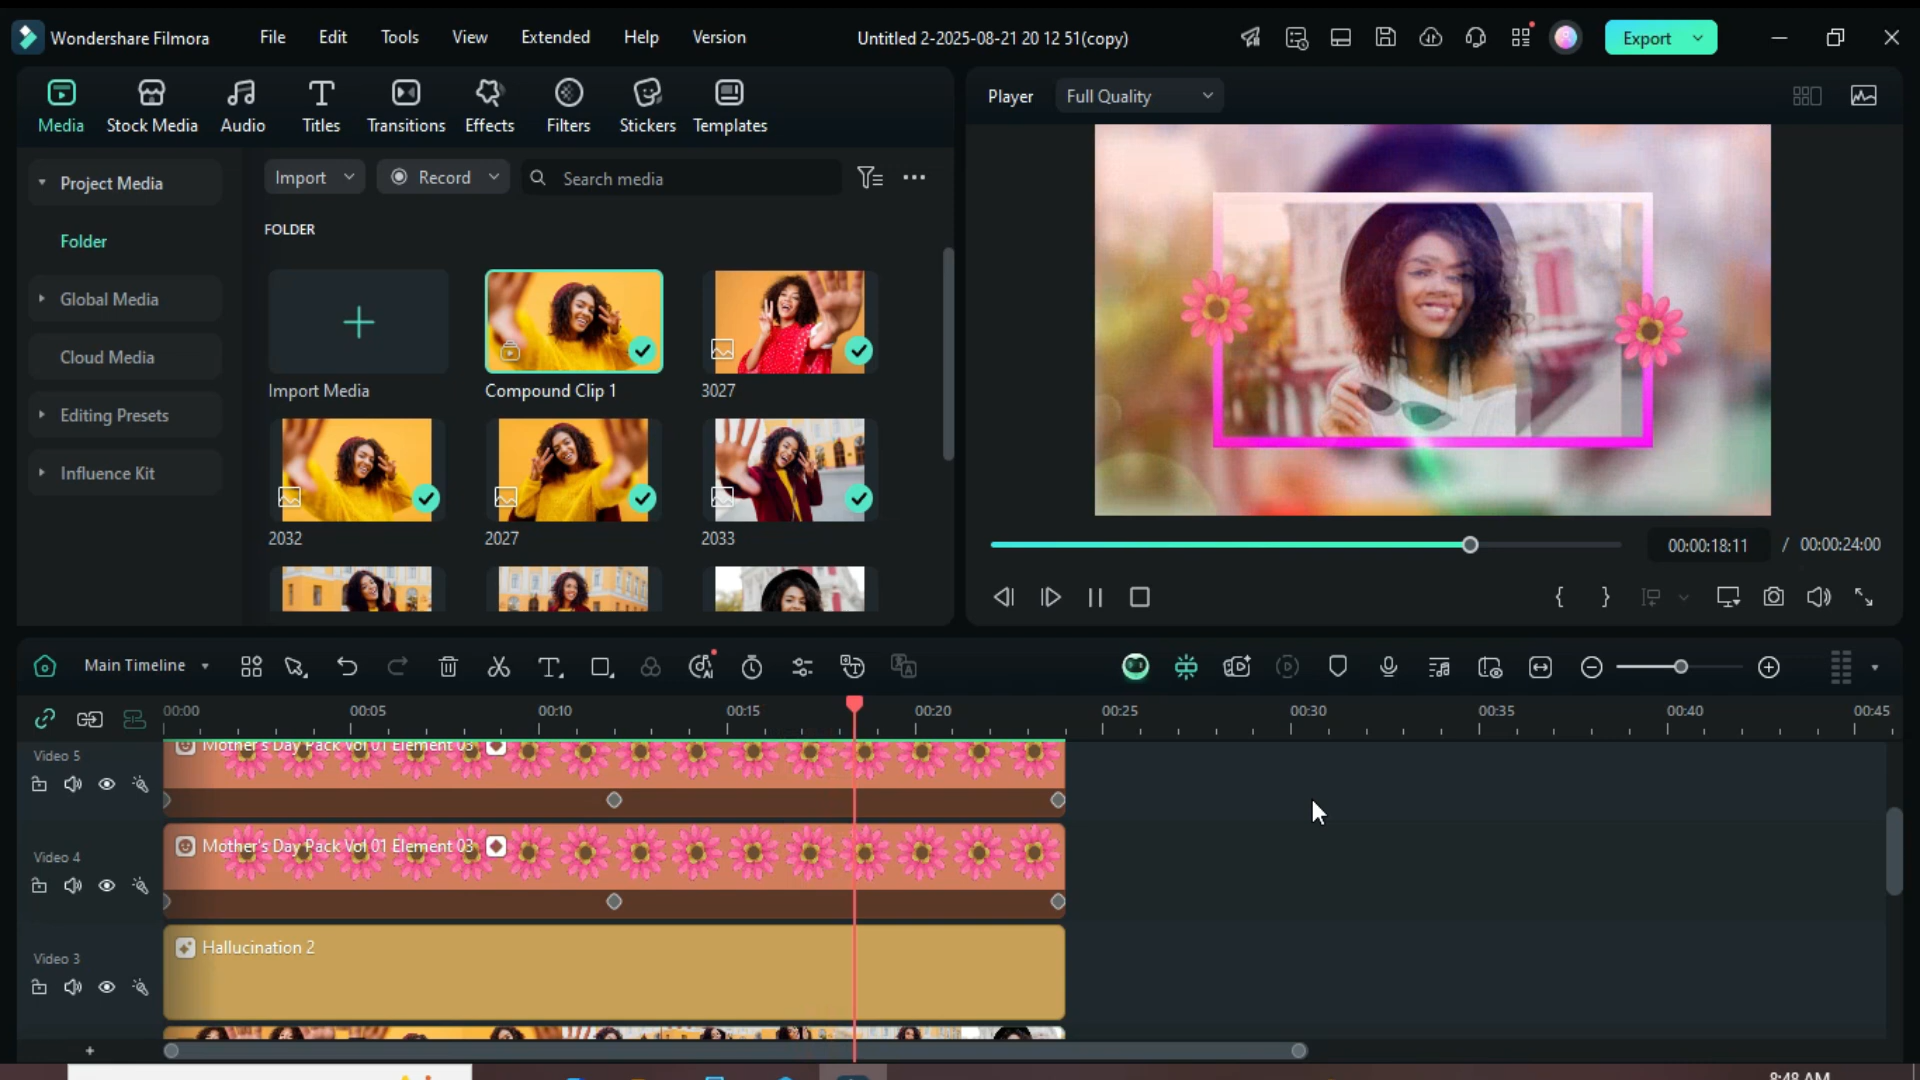 Wondershare Filmora
File Edit Tools View Extended Help Version
Untitled 2-2025-08-21 20 12 51(copy)
Export
Media Stock Media Audio Titles Transitions Effects Filters Stickers Templates
Player Full Quality
Project Media
Folder
Global Media
Cloud Media
Editing Presets
Influence Kit
Import Record Search media
FOLDER
Import Media Compound Clip 1 3027
2032 2027 2033
00:00:18:11 / 00:00:24:00
Main Timeline
00:00 00:05 00:10 00:15 00:20 00:25 00:30 00:35 00:40 00:45
Video 5
Mother's Day Pack Vol 01 Element 03
Video 4
Mother's Day Pack Vol 01 Element 03
Video 3
Hallucination 2
8:48 AM